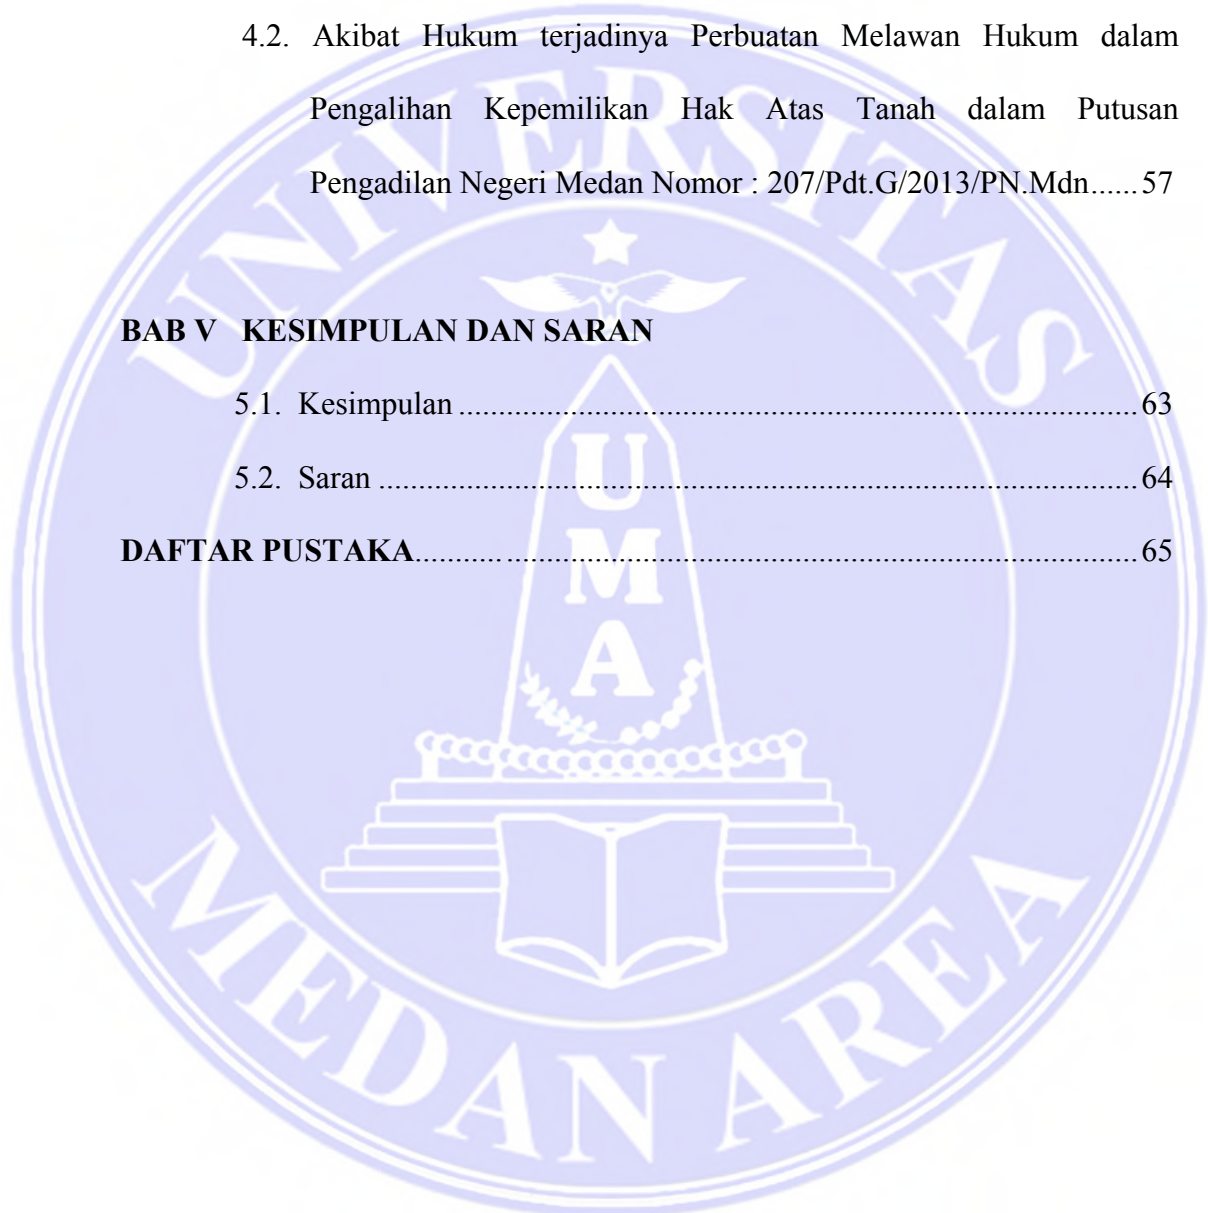 4.2. Akibat Hukum terjadinya Perbuatan Melawan Hukum dalam
Pengalihan Kepemilikan Hak Atas Tanah dalam Putusan
Pengadilan Negeri Medan Nomor : 207/Pdt.G/2013/PN.Mdn......57
BAB V KESIMPULAN DAN SARAN
5.1. Kesimpulan .....................................................................................63
5.2. Saran ...............................................................................................64
DAFTAR PUSTAKA........... ...............................................................................65
UNIVERSITAS
UMA
MEDAN AREA